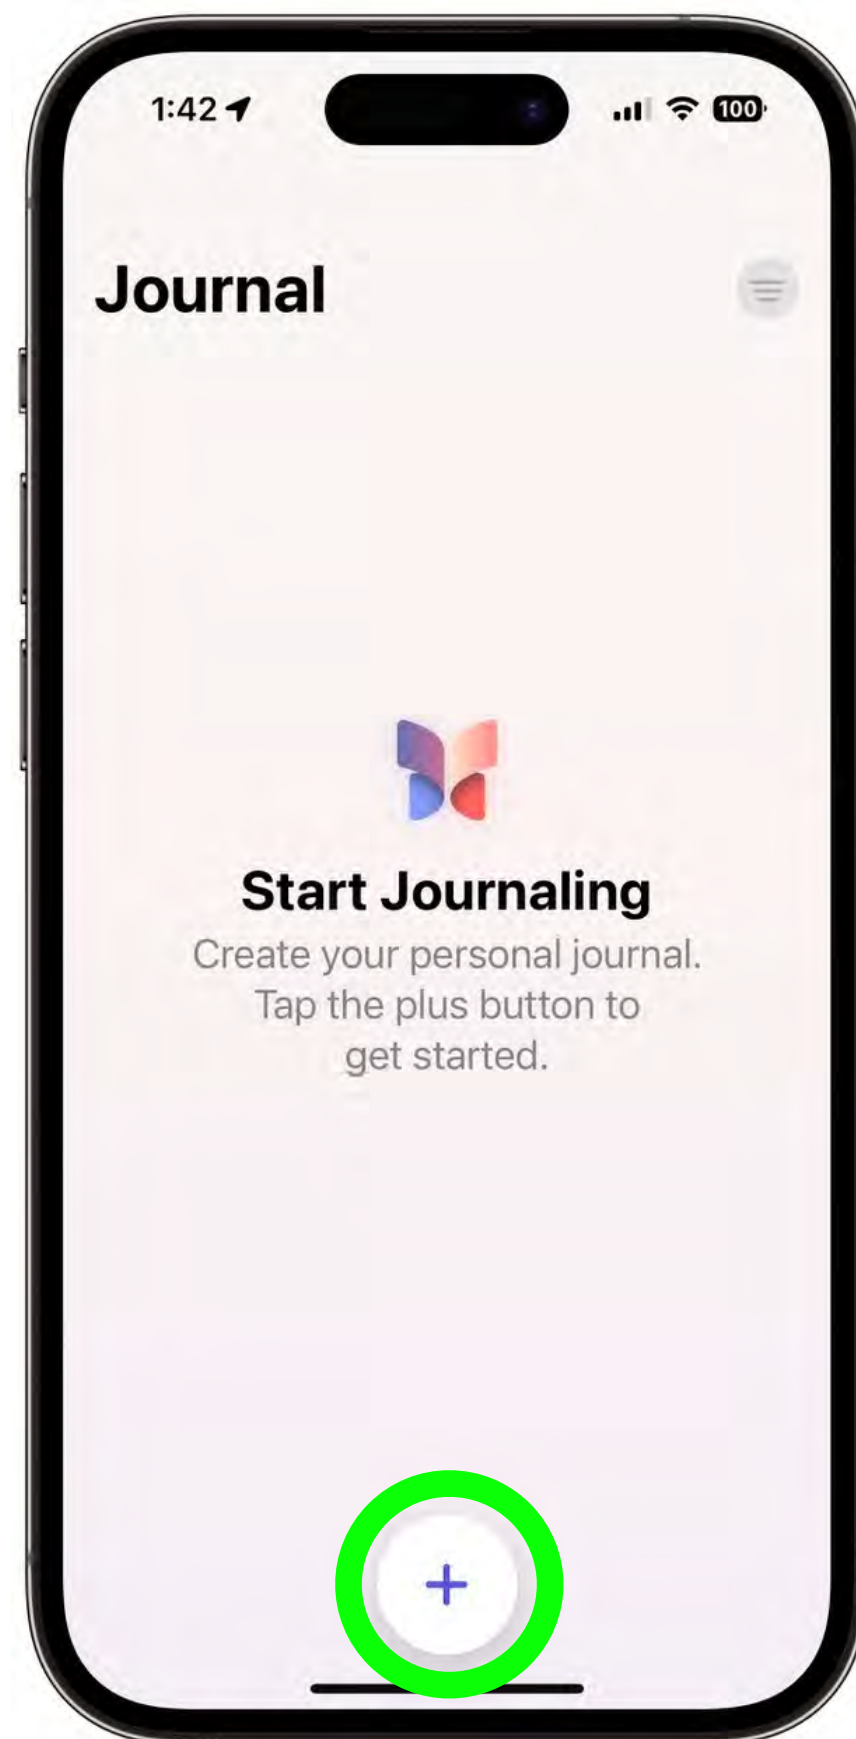 1:42
100
Journal
Start Journaling
Create your personal journal.
Tap the plus button to
get started.
+